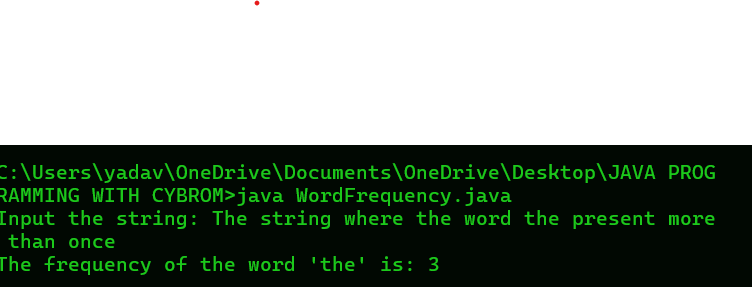 C:\Users\yadav\OneDrive\Documents\OneDrive\Desktop\JAVA PROG
RAMMING WITH CYBROM>java WordFrequency.java
Input the string: The string where the word the present more
than once
The frequency of the word 'the' is: 3